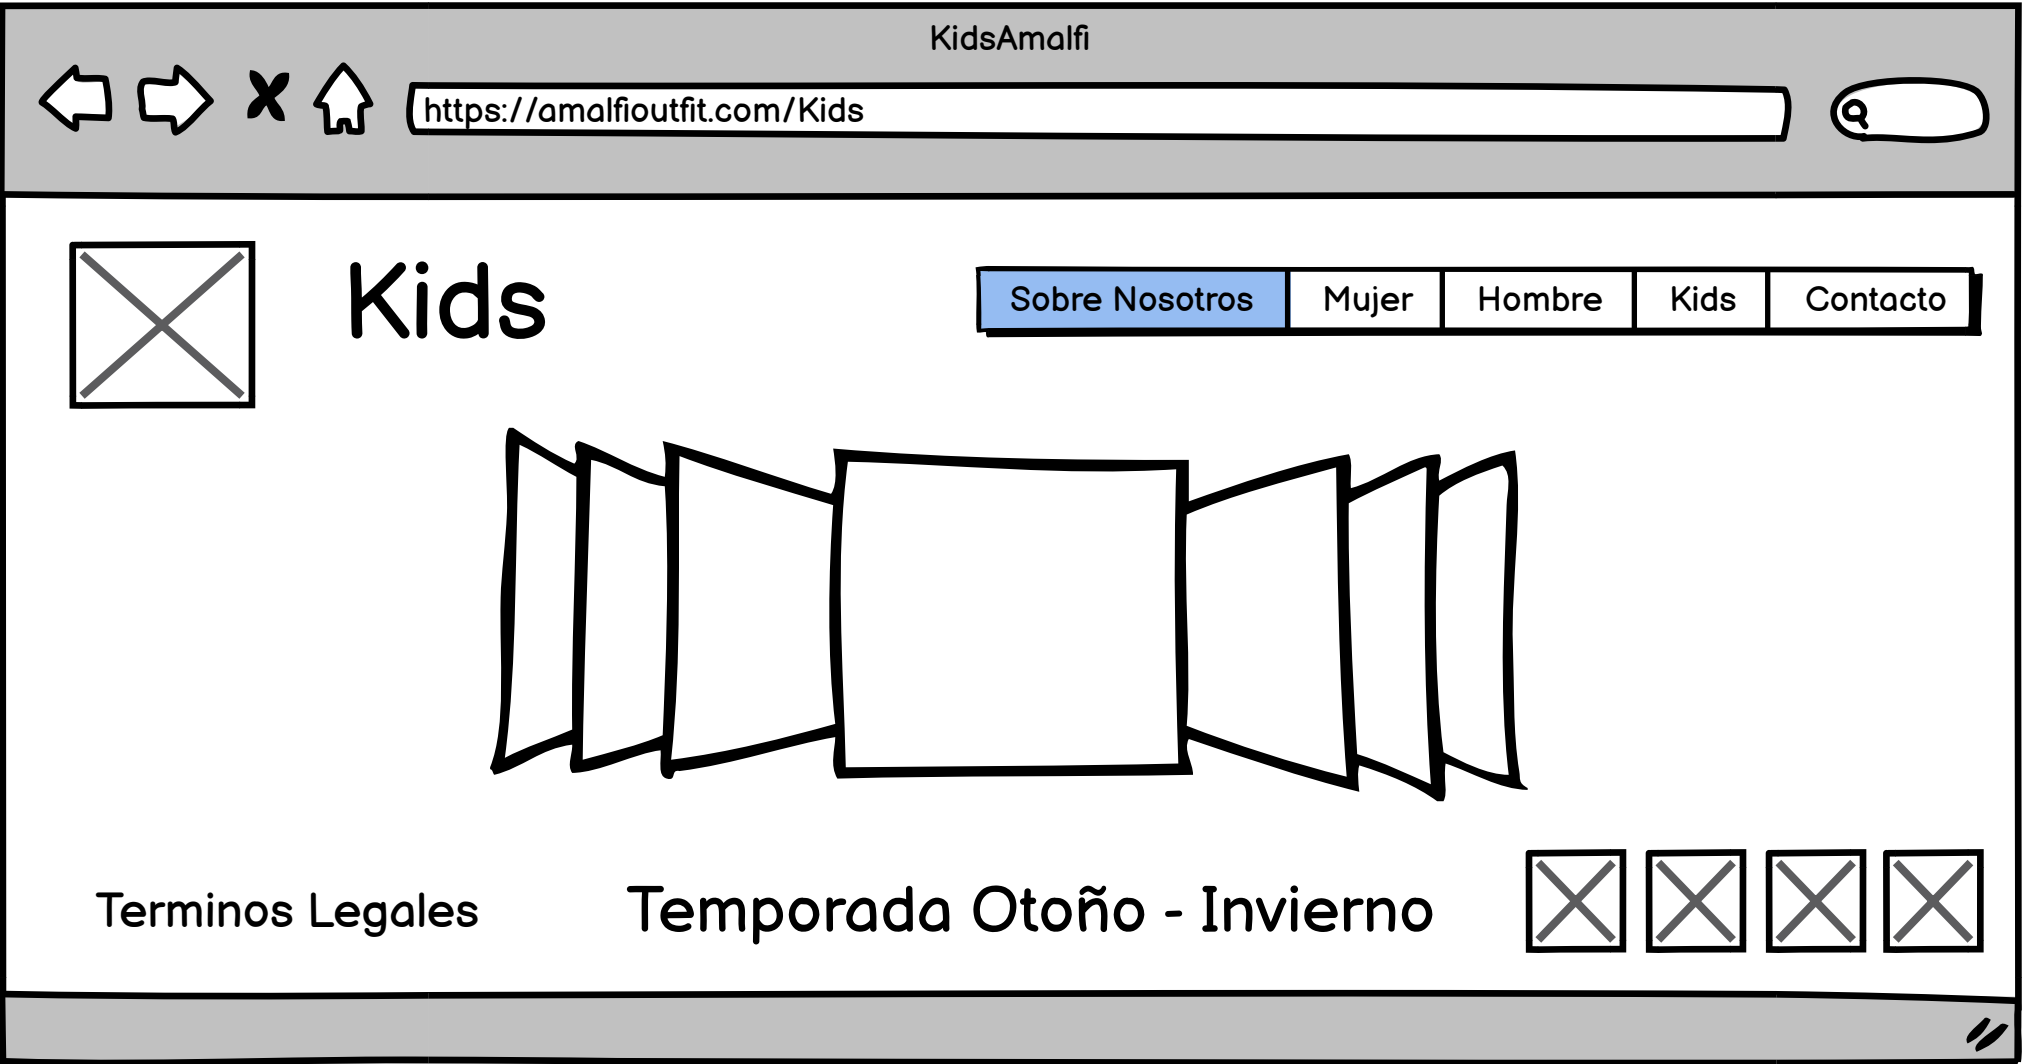 KidsAmalfi
https://amalfioutfit.com/Kids
Kids
Sobre Nosotros
Mujer
Hombre
Kids
Contacto
Terminos Legales
Temporada Otoño - Invierno